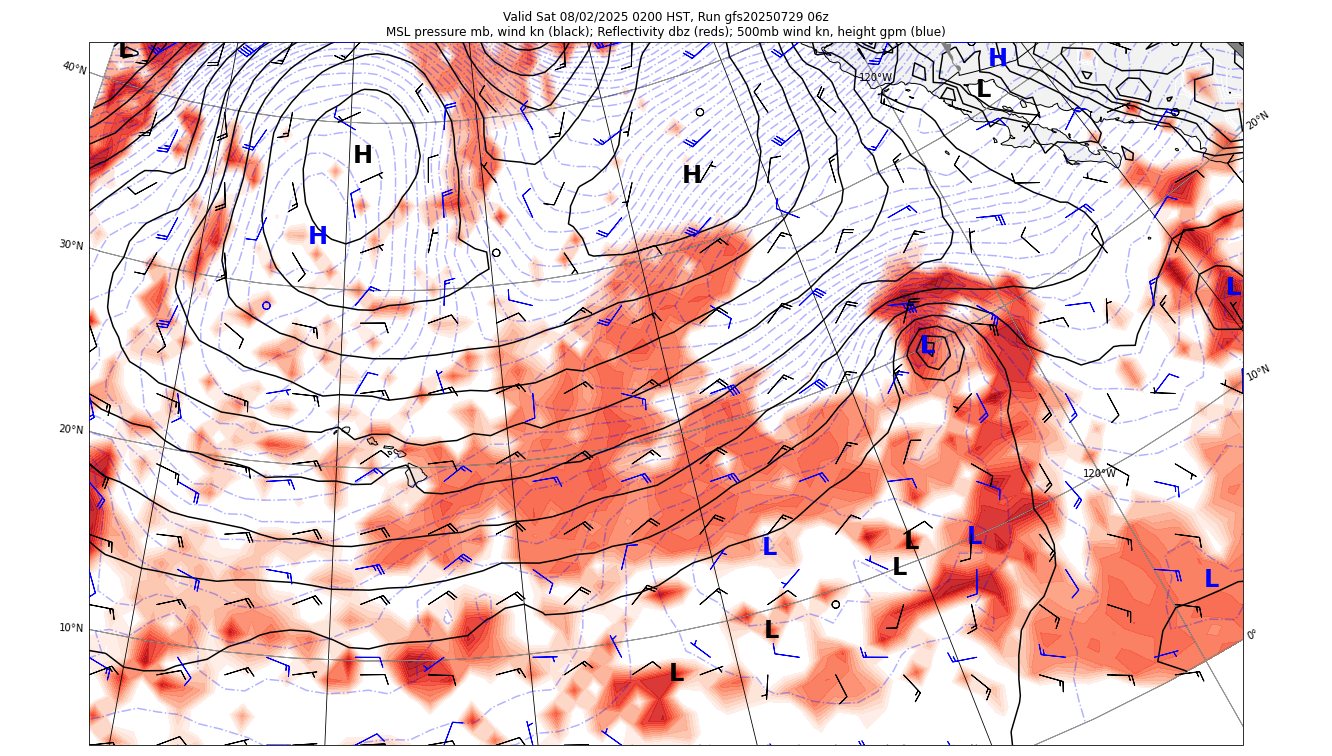 Valid Sat 08/02/2025 0200 HST, Run gfs20250729 06z
MSL pressure mb, wind kn (black); Reflectivity dbz (reds); 500mb wind kn, height gpm (blue)
L
H
40°N
120°W
L
20°N
H
H
H
30°N
L
L
10°N
20°N
120°W
L
L
L
L
L
10°N
L
0°
L